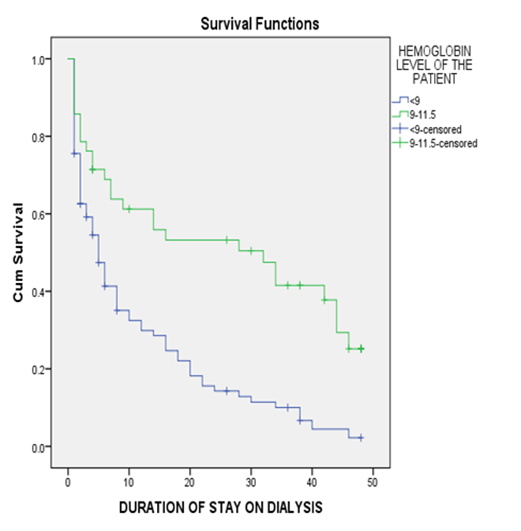 Survival Functions
HEMOGLOBIN
LEVEL OF THE
PATIENT
<9
9-11.5
<9-censored
9-11.5-censored
Cum Survival
1.0
0.8
0.6
0.4
0.2
0.0
0 10 20 30 40 50
DURATION OF STAY ON DIALYSIS